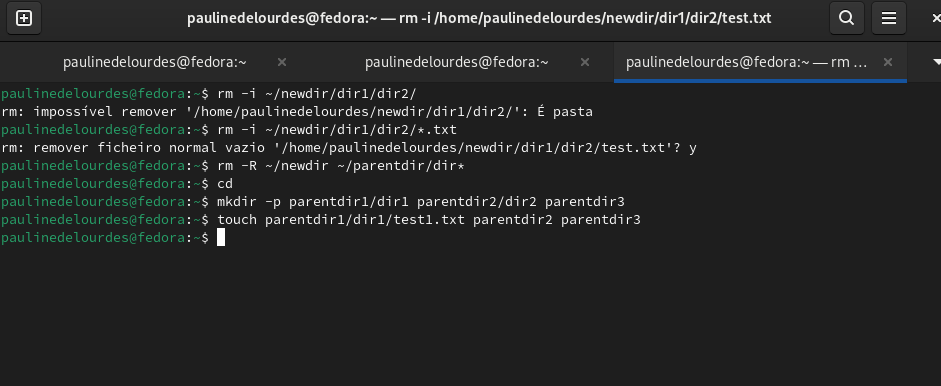 paulinedelourdes@fedora:~ — rm -i /home/paulinedelourdes/newdir/dir1/dir2/test.txt
paulinedelourdes@fedora:~ × paulinedelourdes@fedora:~ × paulinedelourdes@fedora:~ — rm … ×
paulinedelourdes@fedora:~$ rm -i ~/newdir/dir1/dir2/
rm: impossível remover '/home/paulinedelourdes/newdir/dir1/dir2/': É pasta
paulinedelourdes@fedora:~$ rm -i ~/newdir/dir1/dir2/*.txt
rm: remover ficheiro normal vazio '/home/paulinedelourdes/newdir/dir1/dir2/test.txt'? y
paulinedelourdes@fedora:~$ rm -R ~/newdir ~/parentdir/dir*
paulinedelourdes@fedora:~$ cd
paulinedelourdes@fedora:~$ mkdir -p parentdir1/dir1 parentdir2/dir2 parentdir3
paulinedelourdes@fedora:~$ touch parentdir1/dir1/test1.txt parentdir2 parentdir3
paulinedelourdes@fedora:~$